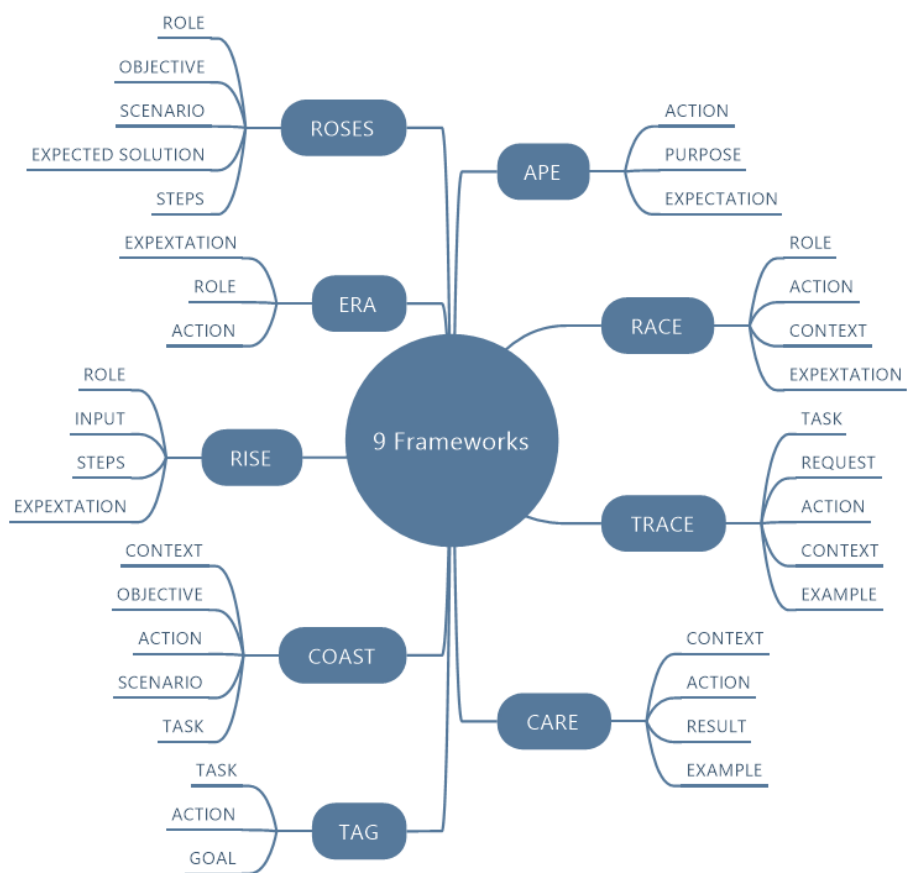 9 Frameworks
ROSES
ROLE
OBJECTIVE
SCENARIO
EXPECTED SOLUTION
STEPS
ERA
EXPEXTATION
ROLE
ACTION
RISE
ROLE
INPUT
STEPS
EXPEXTATION
COAST
CONTEXT
OBJECTIVE
ACTION
SCENARIO
TASK
TAG
TASK
ACTION
GOAL
APE
ACTION
PURPOSE
EXPECTATION
RACE
ROLE
ACTION
CONTEXT
EXPEXTATION
TRACE
TASK
REQUEST
ACTION
CONTEXT
EXAMPLE
CARE
CONTEXT
ACTION
RESULT
EXAMPLE